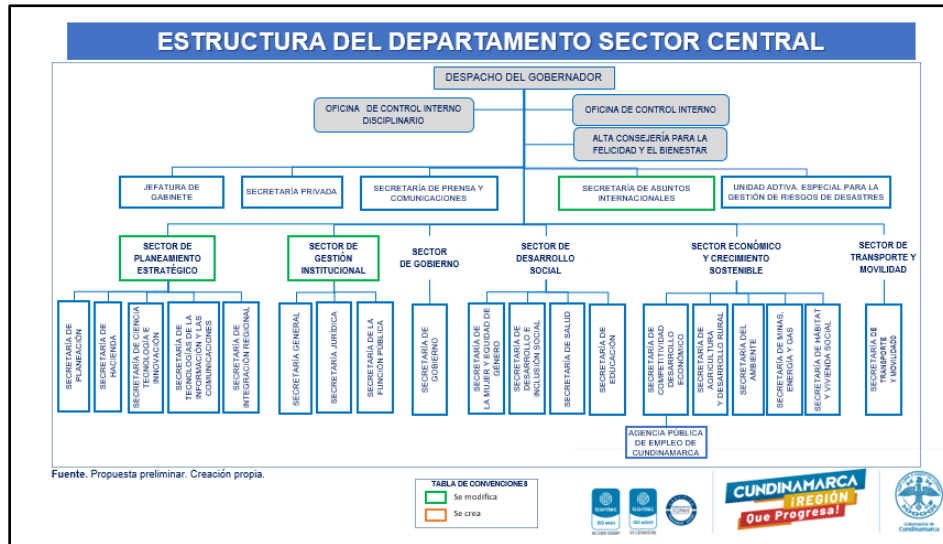 ESTRUCTURA DEL DEPARTAMENTO SECTOR CENTRAL
DESPACHO DEL GOBERNADOR
OFICINA DE CONTROL INTERNO
DISCIPLINARIO
OFICINA DE CONTROL INTERNO
ALTA CONSEJERÍA PARA LA
FELICIDAD Y EL BIENESTAR
JEFATURA DE
GABINETE
SECRETARÍA PRIVADA
SECRETARÍA DE PRENSA Y
COMUNICACIONES
SECRETARÍA DE ASUNTOS
INTERNACIONALES
UNIDAD ADTIVA. ESPECIAL PARA LA
GESTIÓN DE RIESGOS DE DESASTRES
SECTOR DE
PLANEAMIENTO
ESTRATÉGICO
SECTOR DE
GESTIÓN
INSTITUCIONAL
SECTOR
DE GOBIERNO
SECTOR DE
DESARROLLO
SOCIAL
SECTOR ECONÓMICO
Y CRECIMIENTO
SOSTENIBLE
SECTOR DE
TRANSPORTE Y
MOVILIDAD
SECRETARÍA DE
PLANEACIÓN
SECRETARÍA DE
HACIENDA
SECRETARÍA DE CIENCIA
TECNOLOGÍA E
INNOVACIÓN
SECRETARÍA DE
TECNOLOGÍAS DE LA
INFORMACIÓN Y LAS
COMUNICACIONES
SECRETARÍA DE
INTEGRACIÓN REGIONAL
SECRETARÍA GENERAL
SECRETARÍA JURÍDICA
SECRETARÍA DE LA
FUNCIÓN PÚBLICA
SECRETARÍA DE
GOBIERNO
SECRETARÍA DE
LA MUJER Y EQUIDAD DE
GÉNERO
SECRETARÍA DE
DESARROLLO E
INCLUSIÓN SOCIAL
SECRETARÍA DE SALUD
SECRETARÍA DE
EDUCACIÓN
SECRETARÍA DE
COMPETITIVIDAD
DESARROLLO
ECONÓMICO
SECRETARÍA DE
AGRICULTURA
Y DESARROLLO RURAL
SECRETARÍA DEL
AMBIENTE
SECRETARÍA DE MINAS,
ENERGÍA Y GAS
SECRETARÍA DE HÁBITAT
Y VIVIENDA SOCIAL
SECRETARÍA DE
TRANSPORTE
Y MOVILIDAD
AGENCIA PÚBLICA
DE EMPLEO DE
CUNDINAMARCA
Fuente. Propuesta preliminar. Creación propia.
TABLA DE CONVENCIONES
Se modifica
Se crea
icontec
ISO 9001
icontec
IQNet
CUNDINAMARCA
¡REGIÓN
Que Progresa!
Gobernación de
Cundinamarca